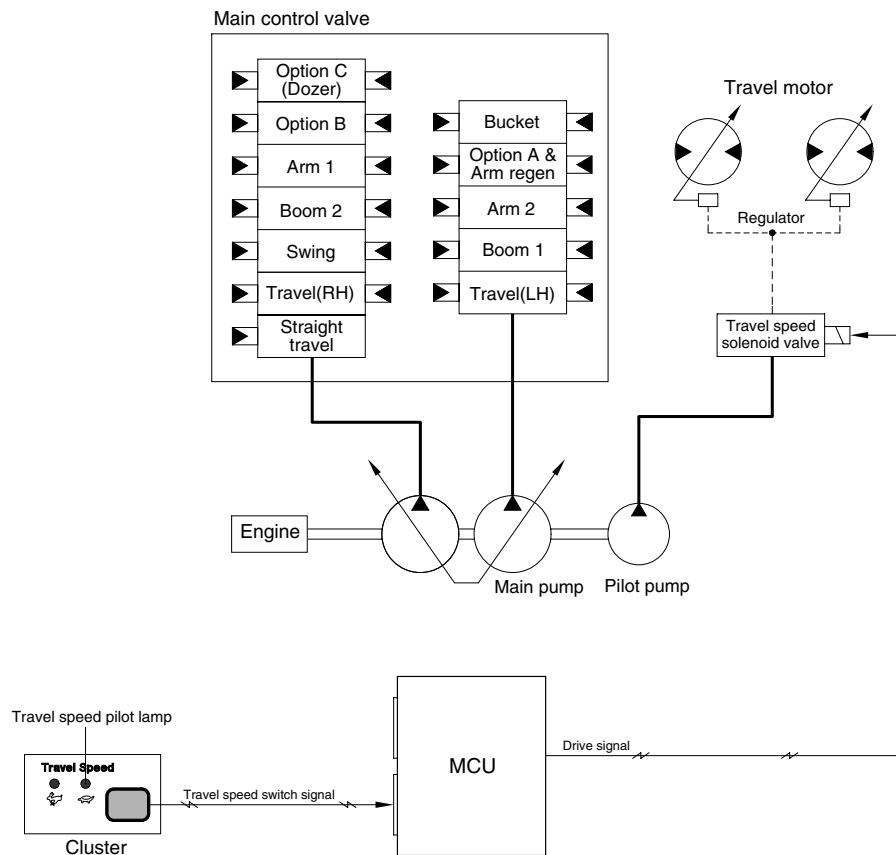 Main control valve
Option C
(Dozer)
Option B
Arm 1
Boom 2
Swing
Travel(RH)
Straight
travel
Bucket
Option A &
Arm regen
Arm 2
Boom 1
Travel(LH)
Travel motor
Regulator
Travel speed
solenoid valve
Engine
Main pump
Pilot pump
Travel speed pilot lamp
Travel Speed
Cluster
Travel speed switch signal
MCU
Drive signal